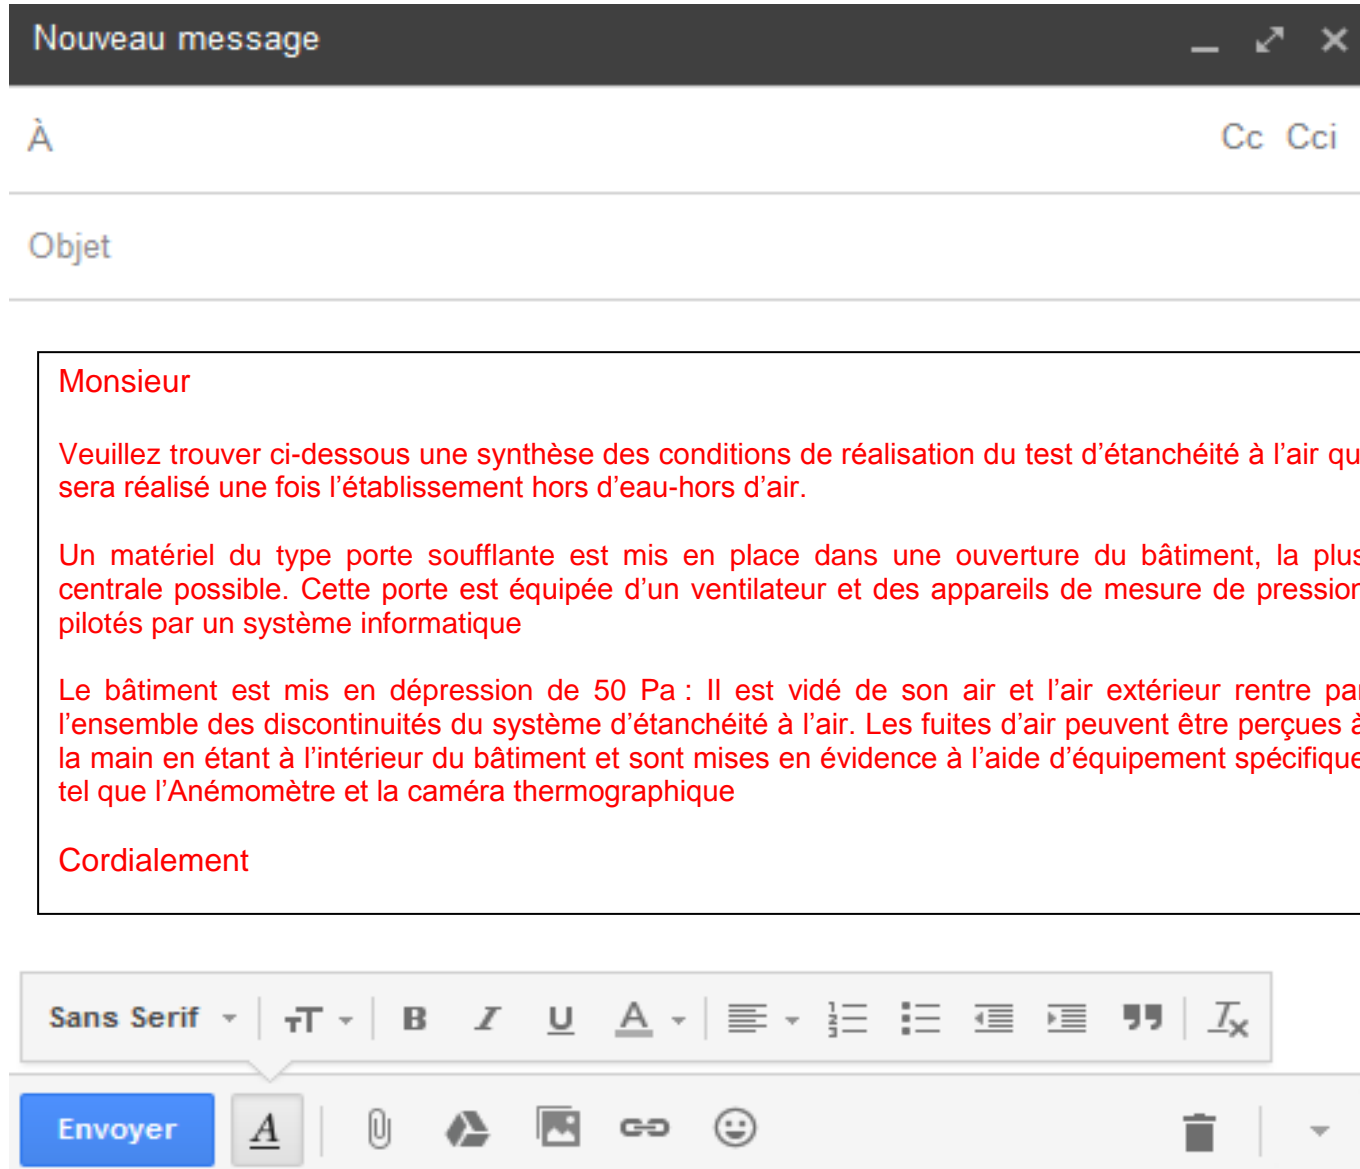 Nouveau message
À Cc Cci
Objet
Monsieur
Veuillez trouver ci-dessous une synthèse des conditions de réalisation du test d’étanchéité à l’air qu
sera réalisé une fois l’établissement hors d’eau-hors d’air.
Un matériel du type porte soufflante est mis en place dans une ouverture du bâtiment, la plus
centrale possible. Cette porte est équipée d’un ventilateur et des appareils de mesure de pression
pilotés par un système informatique
Le bâtiment est mis en dépression de 50 Pa : Il est vidé de son air et l’air extérieur rentre par
l’ensemble des discontinuités du système d’étanchéité à l’air. Les fuites d’air peuvent être perçues à
la main en étant à l’intérieur du bâtiment et sont mises en évidence à l’aide d’équipement spécifique
tel que l’Anémomètre et la caméra thermographique
Cordialement
Sans Serif
Envoyer